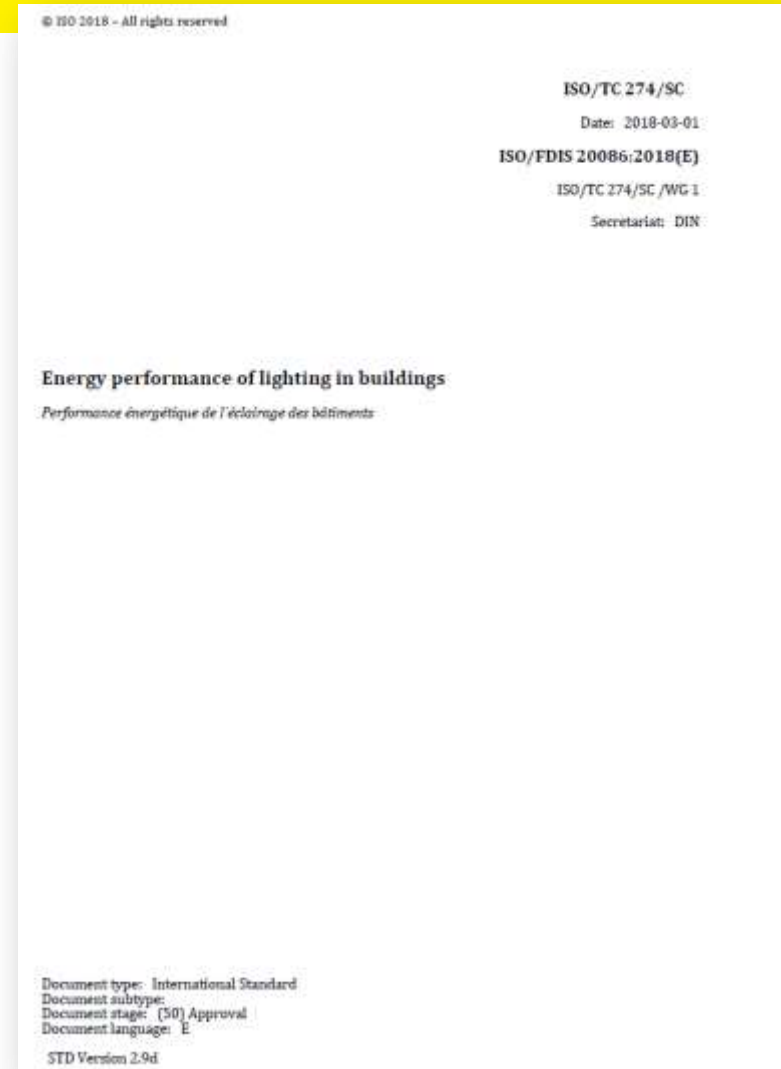 © ISO 2018 – All rights reserved
ISO/TC 274/SC
Date: 2018-03-01
ISO/FDIS 20086:2018(E)
ISO/TC 274/SC /WG 1
Secretariat: DIN
Energy performance of lighting in buildings
Performance énergétique de l'éclairage des bâtiments
Document type: International Standard
Document subtype:
Document stage: (50) Approval
Document language: E
STD Version 2.9d